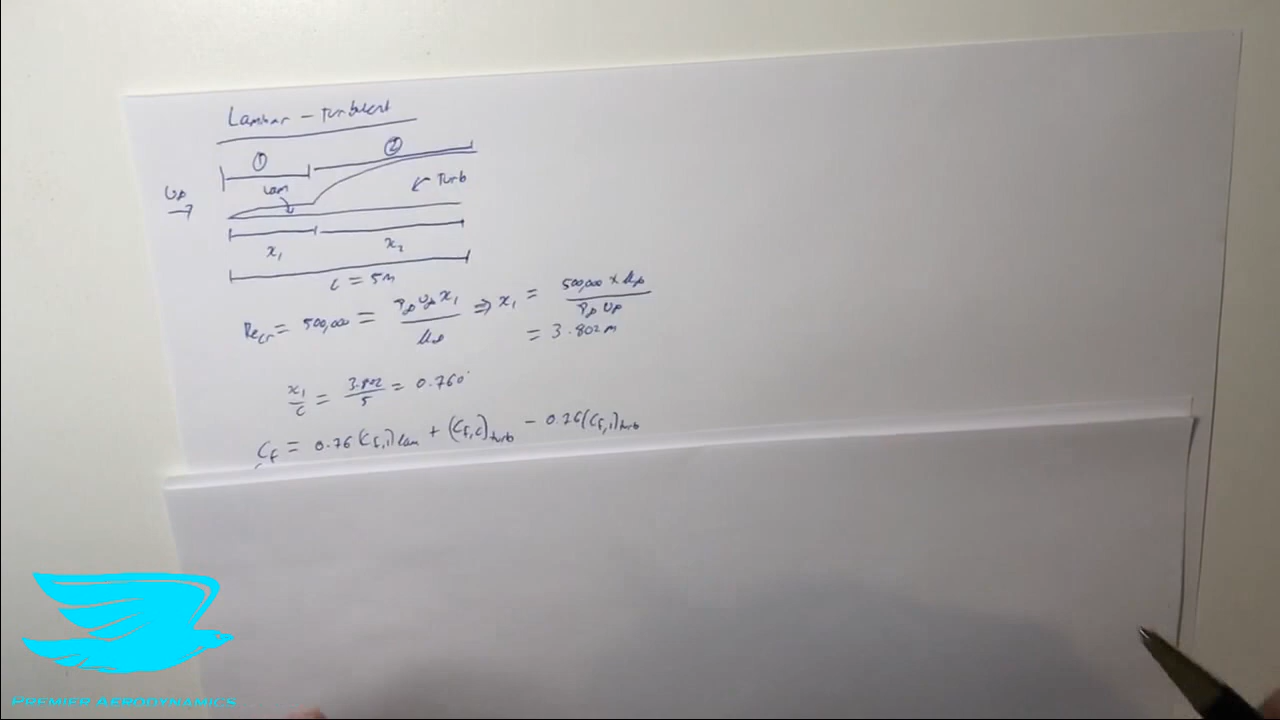 Laminar - Turbulent
① ②
U∞ Lam Turb
x₁ x₂
c = 5m
Re_cr = 500,000 = ρ∞ U∞ x₁ / μ∞ ⇒ x₁ = 500,000 × μ∞ / ρ∞ U∞
= 3.802m
x₁/c = 3.802/5 = 0.760
C_f = 0.76(C_f,1)lam + (C_f,c)turb - 0.76(C_f,1)turb
PREMIER AERODYNAMICS